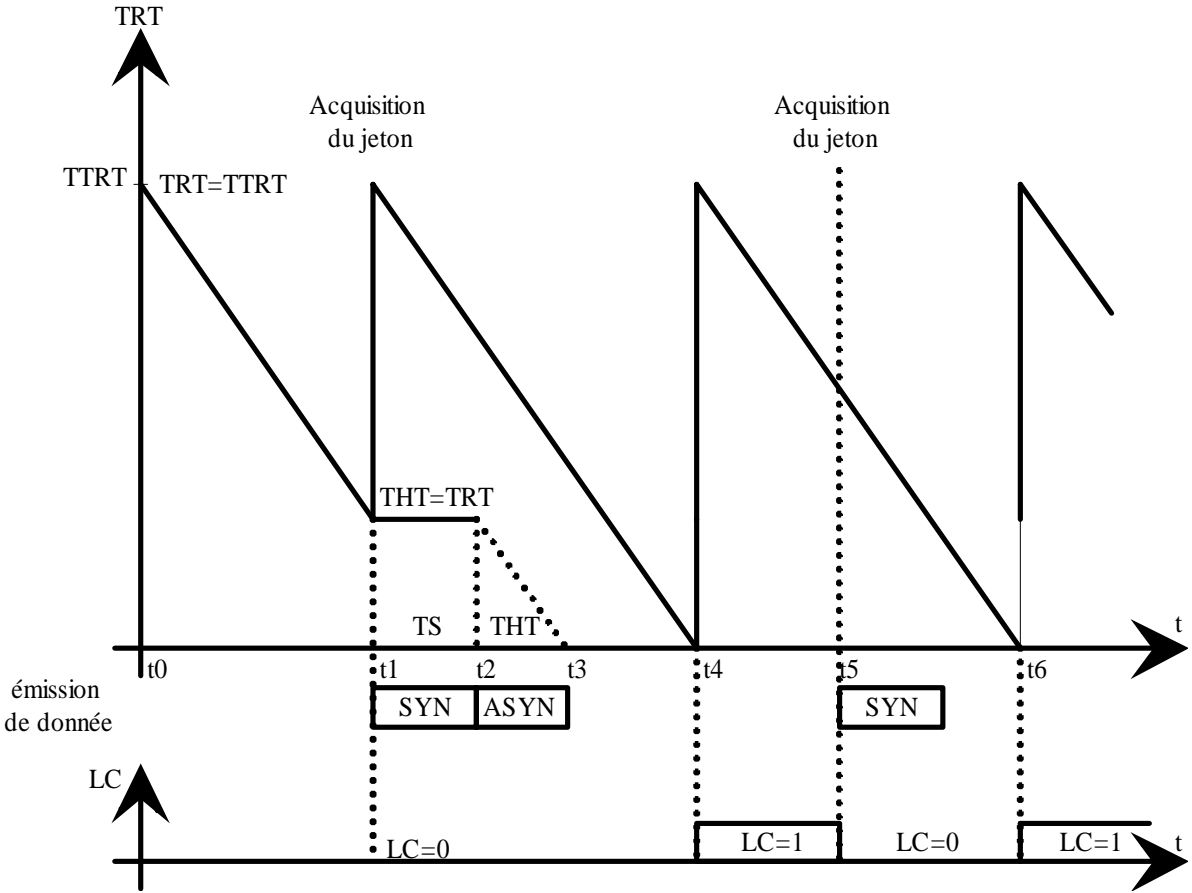 TRT
Acquisition
du jeton
Acquisition
du jeton
TTRT
TRT=TTRT
THT=TRT
TS
THT
t
t0
t1
t2
t3
t4
t5
t6
émission
de donnée
SYN
ASYN
SYN
LC
LC=0
LC=1
LC=0
LC=1
t